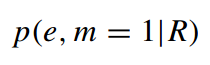 p(e, m = 1|R)